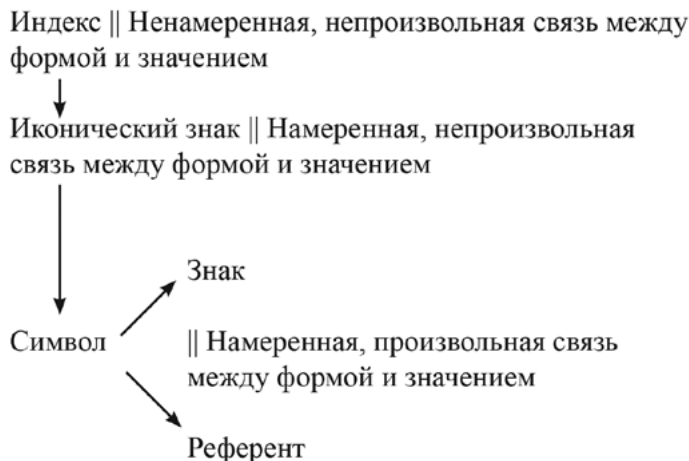 Индекс || Ненамеренная, непроизвольная связь между
формой и значением
Иконический знак || Намеренная, непроизвольная
связь между формой и значением
Знак
Символ || Намеренная, произвольная связь
между формой и значением
Референт